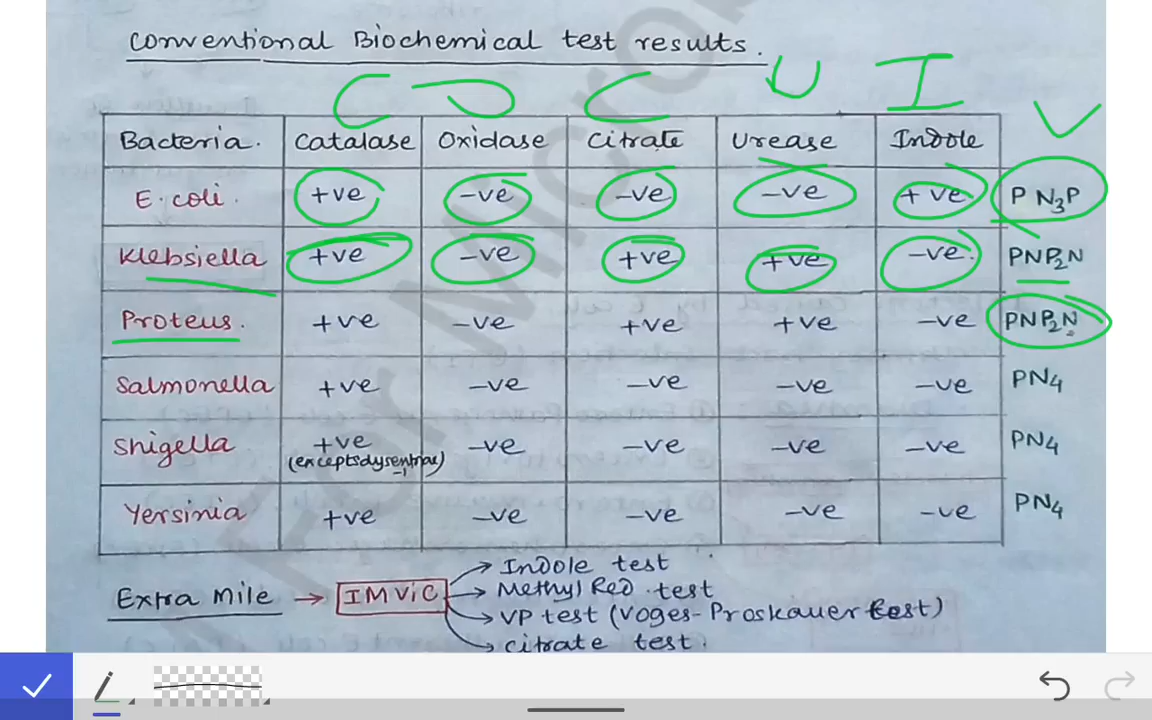 Conventional Biochemical test results.
C O C U I
Bacteria. Catalase Oxidase Citrate Urease Indole
E. coli. +ve -ve -ve -ve +ve P N3P
Klebsiella +ve -ve +ve +ve -ve. PNP2N
Proteus. +ve -ve +ve +ve -ve PNP2N
Salmonella +ve -ve -ve -ve -ve PN4
Shigella +ve -ve -ve -ve -ve PN4
Yersinia +ve -ve -ve -ve -ve PN4
Indole test
Extra Mile → IMViC Methyl Red test
VP test (Voges-Proskauer test)
citrate test.